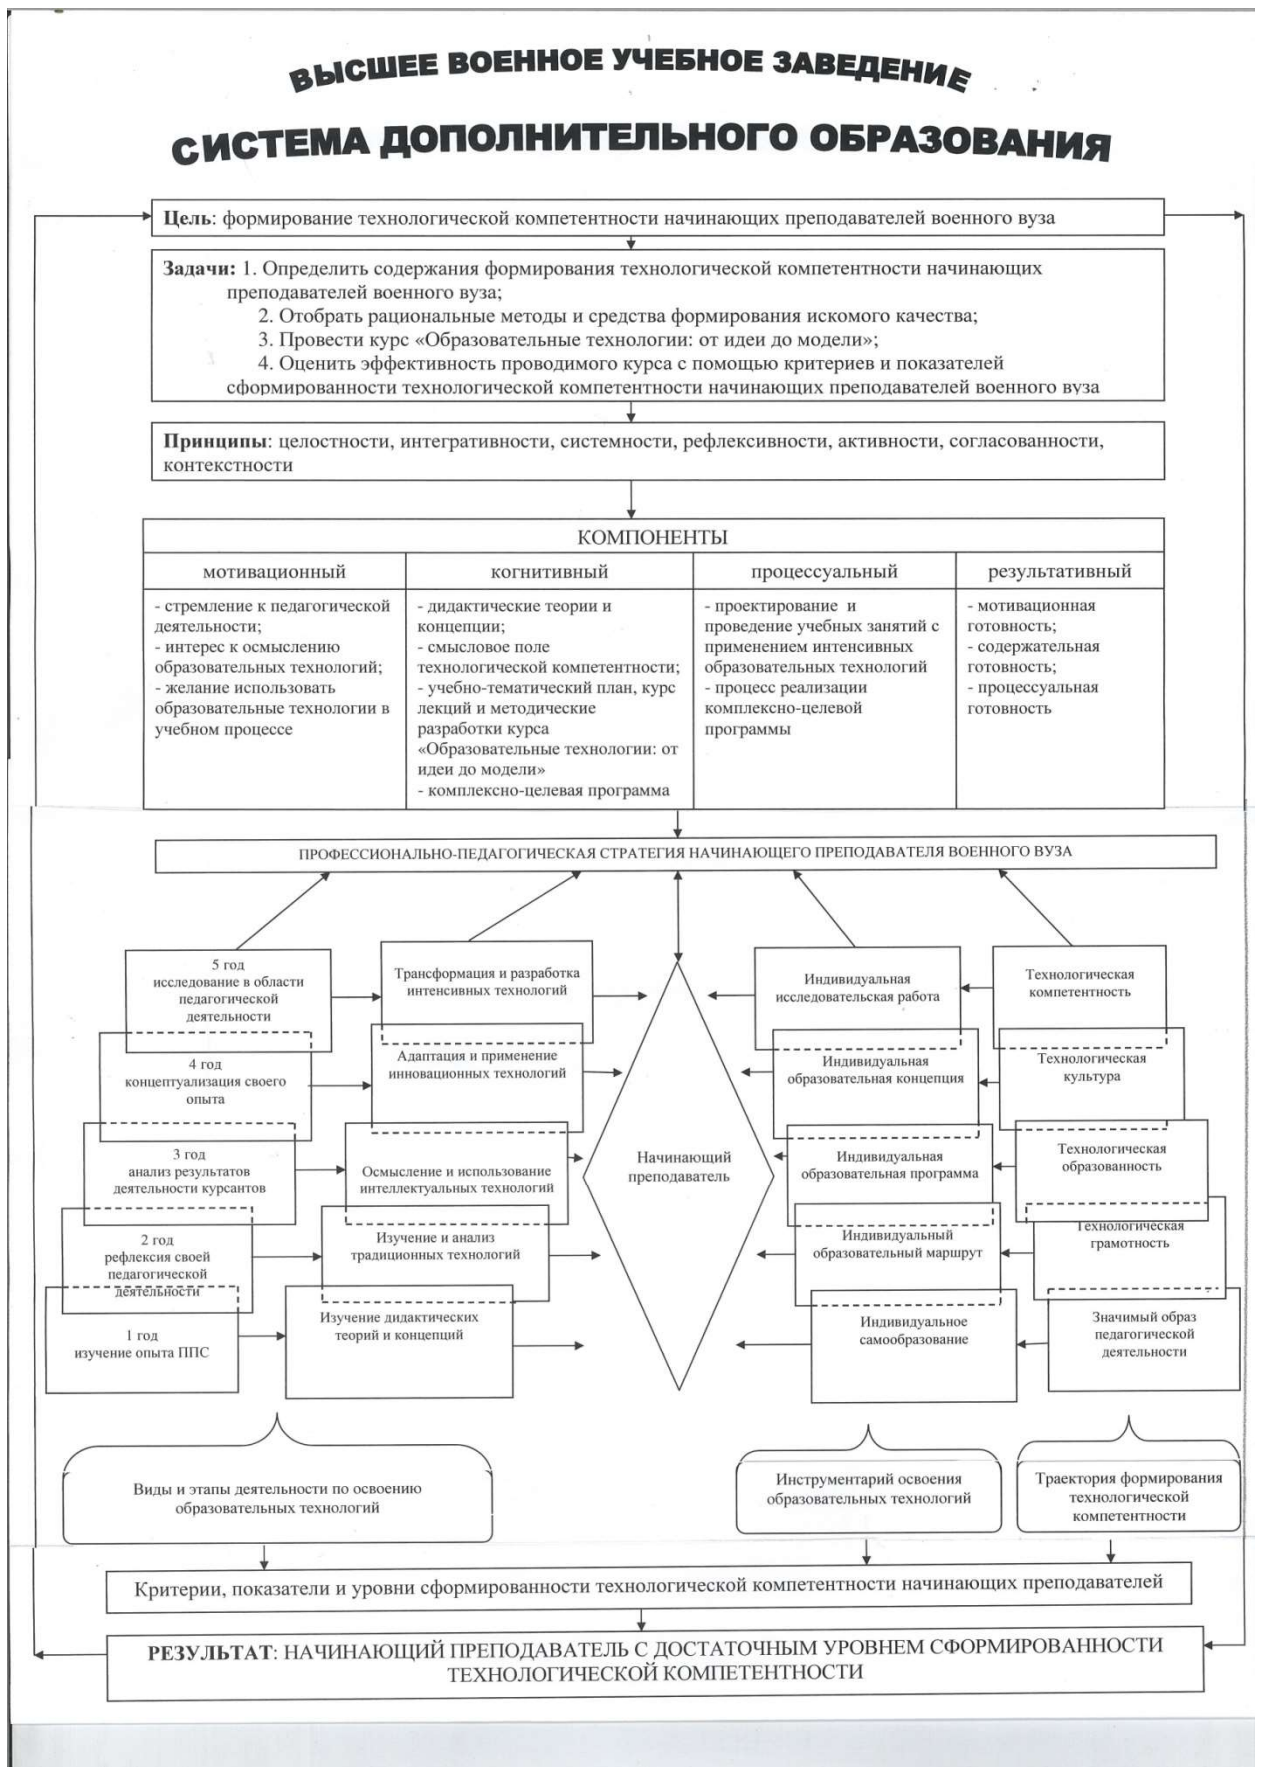 ВЫСШЕЕ ВОЕННОЕ УЧЕБНОЕ ЗАВЕДЕНИЕ
СИСТЕМА ДОПОЛНИТЕЛЬНОГО ОБРАЗОВАНИЯ
Цель: формирование технологической компетентности начинающих преподавателей военного вуза
Задачи: 1. Определить содержания формирования технологической компетентности начинающих
преподавателей военного вуза;
2. Отобрать рациональные методы и средства формирования искомого качества;
3. Провести курс «Образовательные технологии: от идеи до модели»;
4. Оценить эффективность проводимого курса с помощью критериев и показателей
сформированности технологической компетентности начинающих преподавателей военного вуза
Принципы: целостности, интегративности, системности, рефлексивности, активности, согласованности,
контекстности
КОМПОНЕНТЫ
мотивационный
- стремление к педагогической
деятельности;
- интерес к осмыслению
образовательных технологий;
- желание использовать
образовательные технологии в
учебном процессе
когнитивный
- дидактические теории и
концепции;
- смысловое поле
технологической компетентности;
- учебно-тематический план, курс
лекций и методические
разработки курса
«Образовательные технологии: от
идеи до модели»
- комплексно-целевая программа
процессуальный
- проектирование и
проведение учебных занятий с
применением интенсивных
образовательных технологий
- процесс реализации
комплексно-целевой
программы
результативный
- мотивационная
готовность;
- содержательная
готовность;
- процессуальная
готовность
ПРОФЕССИОНАЛЬНО-ПЕДАГОГИЧЕСКАЯ СТРАТЕГИЯ НАЧИНАЮЩЕГО ПРЕПОДАВАТЕЛЯ ВОЕННОГО ВУЗА
5 год
исследование в области
педагогической
деятельности
4 год
концептуализация своего
опыта
3 год
анализ результатов
деятельности курсантов
2 год
рефлексия своей
педагогической
деятельности
1 год
изучение опыта ППС
Трансформация и разработка
интенсивных технологий
Адаптация и применение
инновационных технологий
Осмысление и использование
интеллектуальных технологий
Изучение и анализ
традиционных технологий
Изучение дидактических
теорий и концепций
Начинающий
преподаватель
Индивидуальная
исследовательская работа
Индивидуальная
образовательная концепция
Индивидуальная
образовательная программа
Индивидуальный
образовательный маршрут
Индивидуальное
самообразование
Технологическая
компетентность
Технологическая
культура
Технологическая
образованность
Технологическая
грамотность
Значимый образ
педагогической
деятельности
Виды и этапы деятельности по освоению
образовательных технологий
Инструментарий освоения
образовательных технологий
Траектория формирования
технологической
компетентности
Критерии, показатели и уровни сформированности технологической компетентности начинающих преподавателей
РЕЗУЛЬТАТ: НАЧИНАЮЩИЙ ПРЕПОДАВАТЕЛЬ С ДОСТАТОЧНЫМ УРОВНЕМ СФОРМИРОВАННОСТИ
ТЕХНОЛОГИЧЕСКОЙ КОМПЕТЕНТНОСТИ